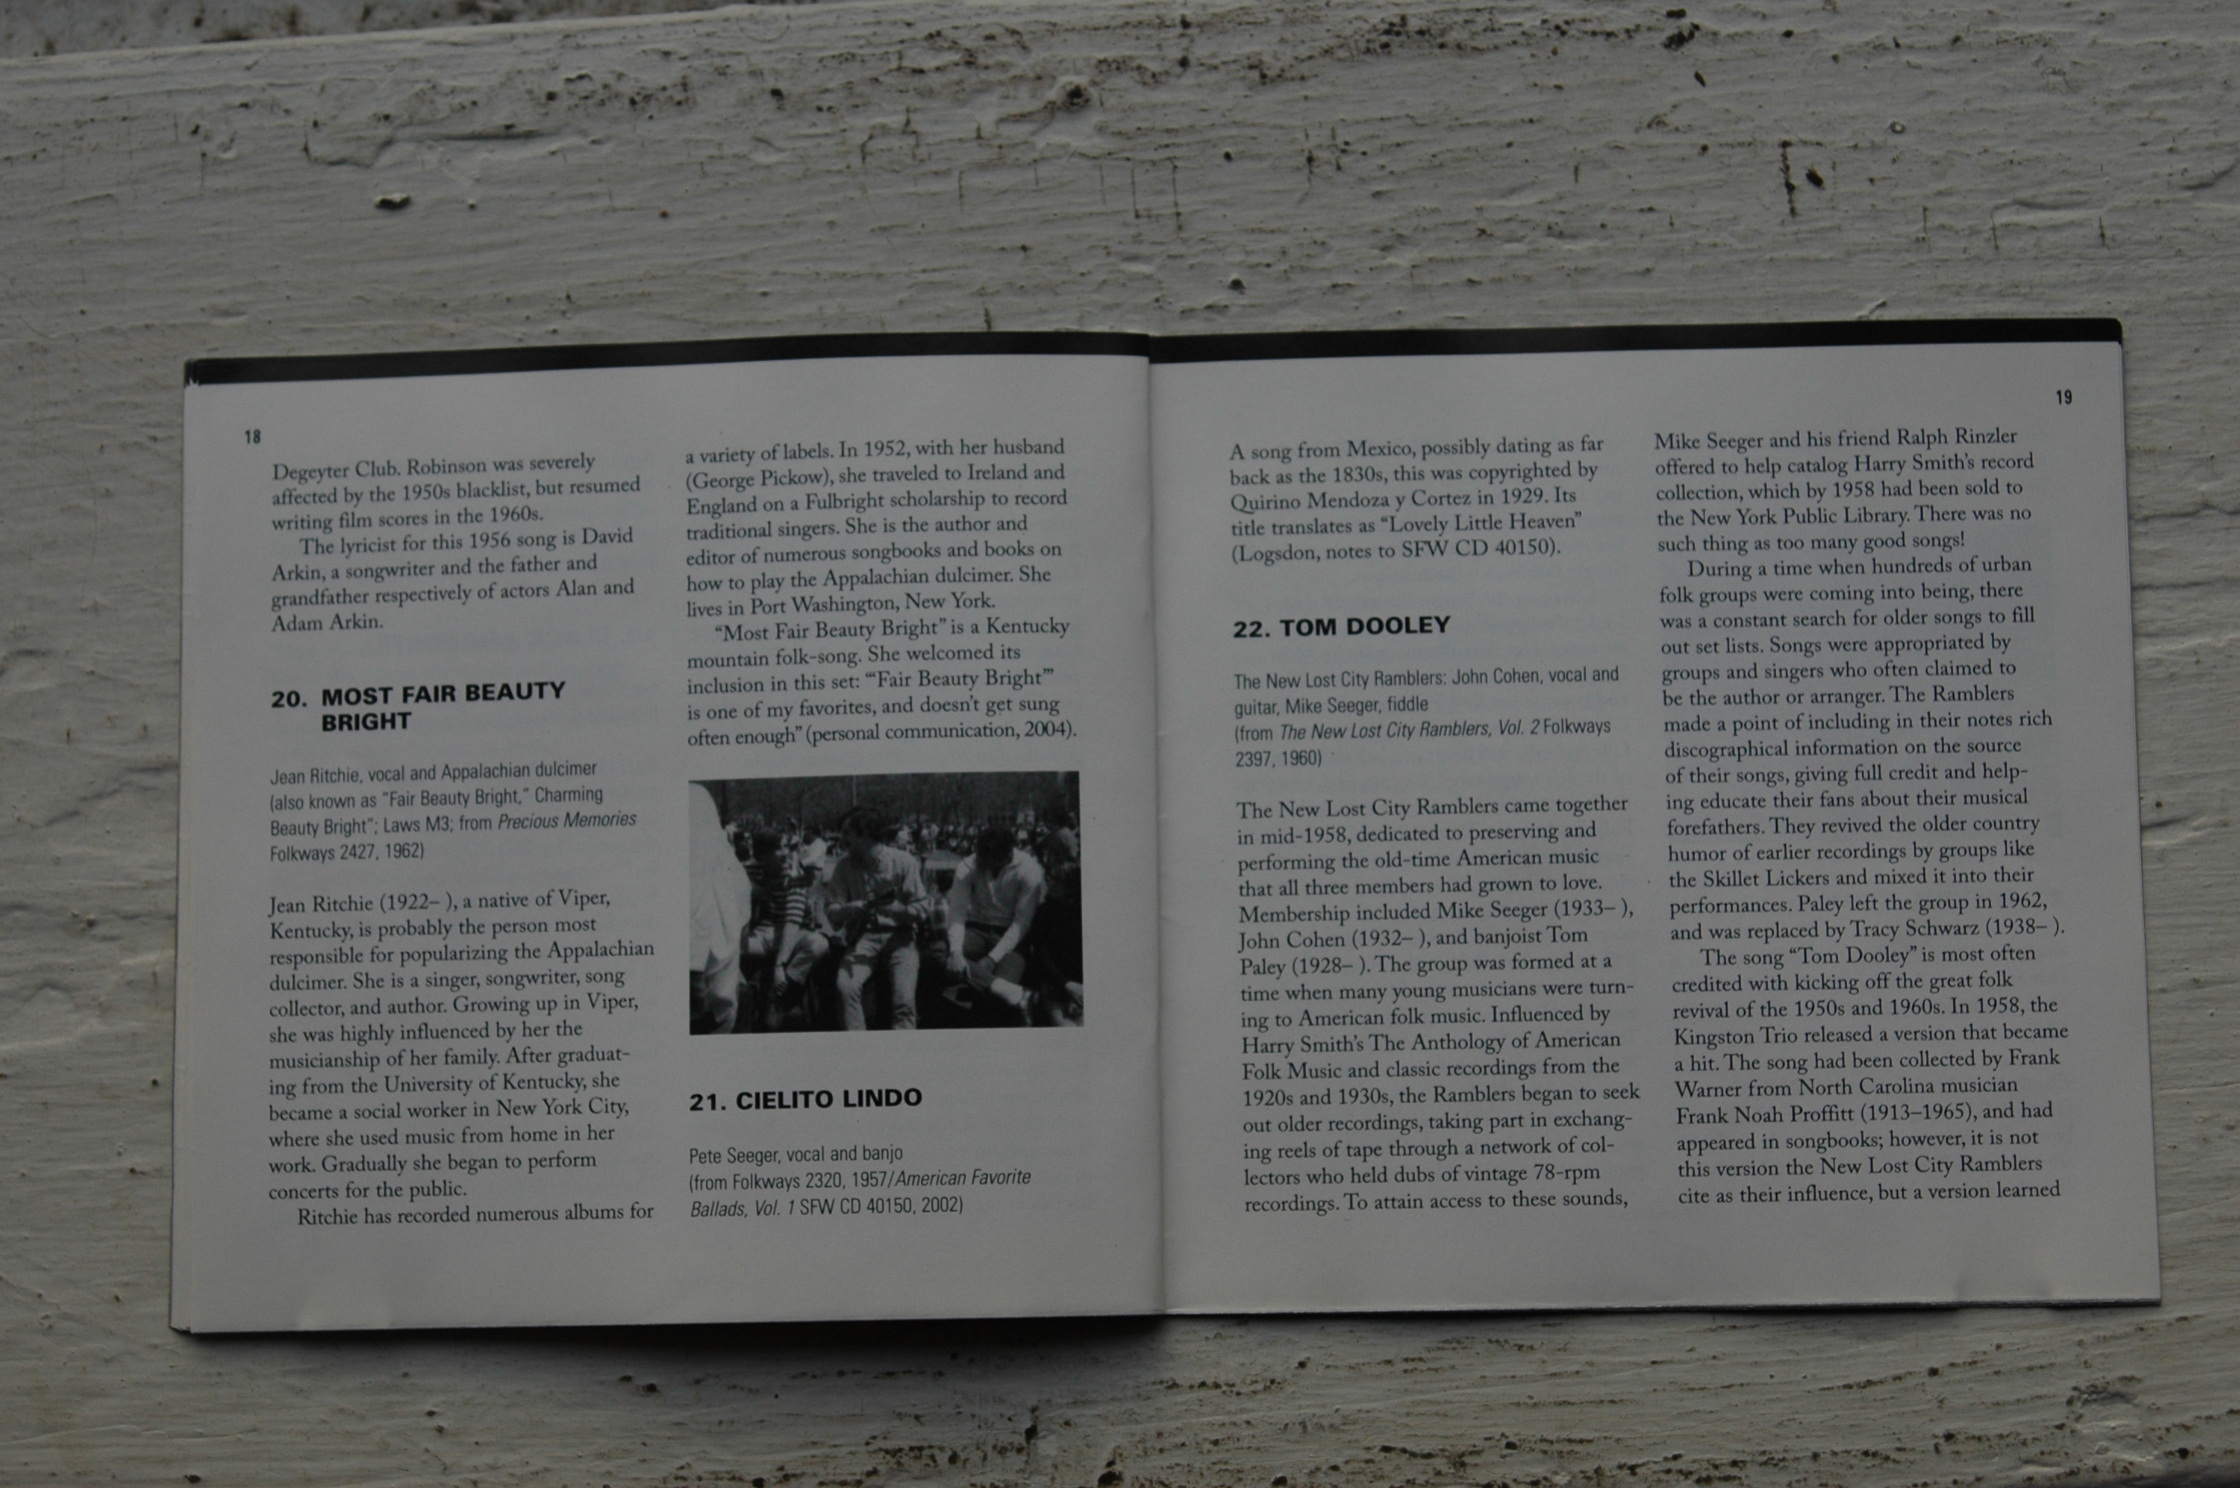 18
Degeyter Club. Robinson was severely
affected by the 1950s blacklist, but resumed
writing film scores in the 1960s.
The lyricist for this 1956 song is David
Arkin, a songwriter and the father and
grandfather respectively of actors Alan and
Adam Arkin.
20. MOST FAIR BEAUTY
BRIGHT
Jean Ritchie, vocal and Appalachian dulcimer
(also known as “Fair Beauty Bright,” Charming
Beauty Bright”; Laws M3; from Precious Memories
Folkways 2427, 1962)
Jean Ritchie (1922– ), a native of Viper,
Kentucky, is probably the person most
responsible for popularizing the Appalachian
dulcimer. She is a singer, songwriter, song
collector, and author. Growing up in Viper,
she was highly influenced by her the
musicianship of her family. After graduat-
ing from the University of Kentucky, she
became a social worker in New York City,
where she used music from home in her
work. Gradually she began to perform
concerts for the public.
Ritchie has recorded numerous albums for
a variety of labels. In 1952, with her husband
(George Pickow), she traveled to Ireland and
England on a Fulbright scholarship to record
traditional singers. She is the author and
editor of numerous songbooks and books on
how to play the Appalachian dulcimer. She
lives in Port Washington, New York.
“Most Fair Beauty Bright” is a Kentucky
mountain folk-song. She welcomed its
inclusion in this set: “‘Fair Beauty Bright’”
is one of my favorites, and doesn’t get sung
often enough” (personal communication, 2004).
21. CIELITO LINDO
Pete Seeger, vocal and banjo
(from Folkways 2320, 1957/American Favorite
Ballads, Vol. 1 SFW CD 40150, 2002)
19
A song from Mexico, possibly dating as far
back as the 1830s, this was copyrighted by
Quirino Mendoza y Cortez in 1929. Its
title translates as “Lovely Little Heaven”
(Logsdon, notes to SFW CD 40150).
22. TOM DOOLEY
The New Lost City Ramblers: John Cohen, vocal and
guitar, Mike Seeger, fiddle
(from The New Lost City Ramblers, Vol. 2 Folkways
2397, 1960)
The New Lost City Ramblers came together
in mid-1958, dedicated to preserving and
performing the old-time American music
that all three members had grown to love.
Membership included Mike Seeger (1933– ),
John Cohen (1932– ), and banjoist Tom
Paley (1928– ). The group was formed at a
time when many young musicians were turn-
ing to American folk music. Influenced by
Harry Smith’s The Anthology of American
Folk Music and classic recordings from the
1920s and 1930s, the Ramblers began to seek
out older recordings, taking part in exchang-
ing reels of tape through a network of col-
lectors who held dubs of vintage 78-rpm
recordings. To attain access to these sounds,
Mike Seeger and his friend Ralph Rinzler
offered to help catalog Harry Smith’s record
collection, which by 1958 had been sold to
the New York Public Library. There was no
such thing as too many good songs!
During a time when hundreds of urban
folk groups were coming into being, there
was a constant search for older songs to fill
out set lists. Songs were appropriated by
groups and singers who often claimed to
be the author or arranger. The Ramblers
made a point of including in their notes rich
discographical information on the source
of their songs, giving full credit and help-
ing educate their fans about their musical
forefathers. They revived the older country
humor of earlier recordings by groups like
the Skillet Lickers and mixed it into their
performances. Paley left the group in 1962,
and was replaced by Tracy Schwarz (1938– ).
The song “Tom Dooley” is most often
credited with kicking off the great folk
revival of the 1950s and 1960s. In 1958, the
Kingston Trio released a version that became
a hit. The song had been collected by Frank
Warner from North Carolina musician
Frank Noah Proffitt (1913–1965), and had
appeared in songbooks; however, it is not
this version the New Lost City Ramblers
cite as their influence, but a version learned